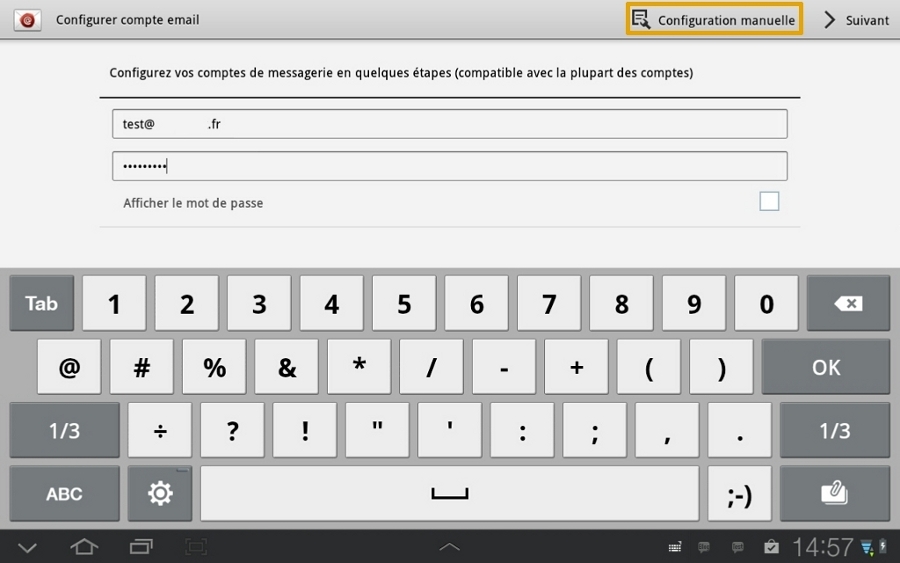 Configurer compte email
Configuration manuelle
Suivant
Configurez vos comptes de messagerie en quelques étapes (compatible avec la plupart des comptes)
test@ .fr
•••••••••
Afficher le mot de passe
Tab 1 2 3 4 5 6 7 8 9 0
@ # % & * / - + ( ) OK
1/3 ÷ ? ! " ' : ; , . 1/3
ABC ;-)
14:57